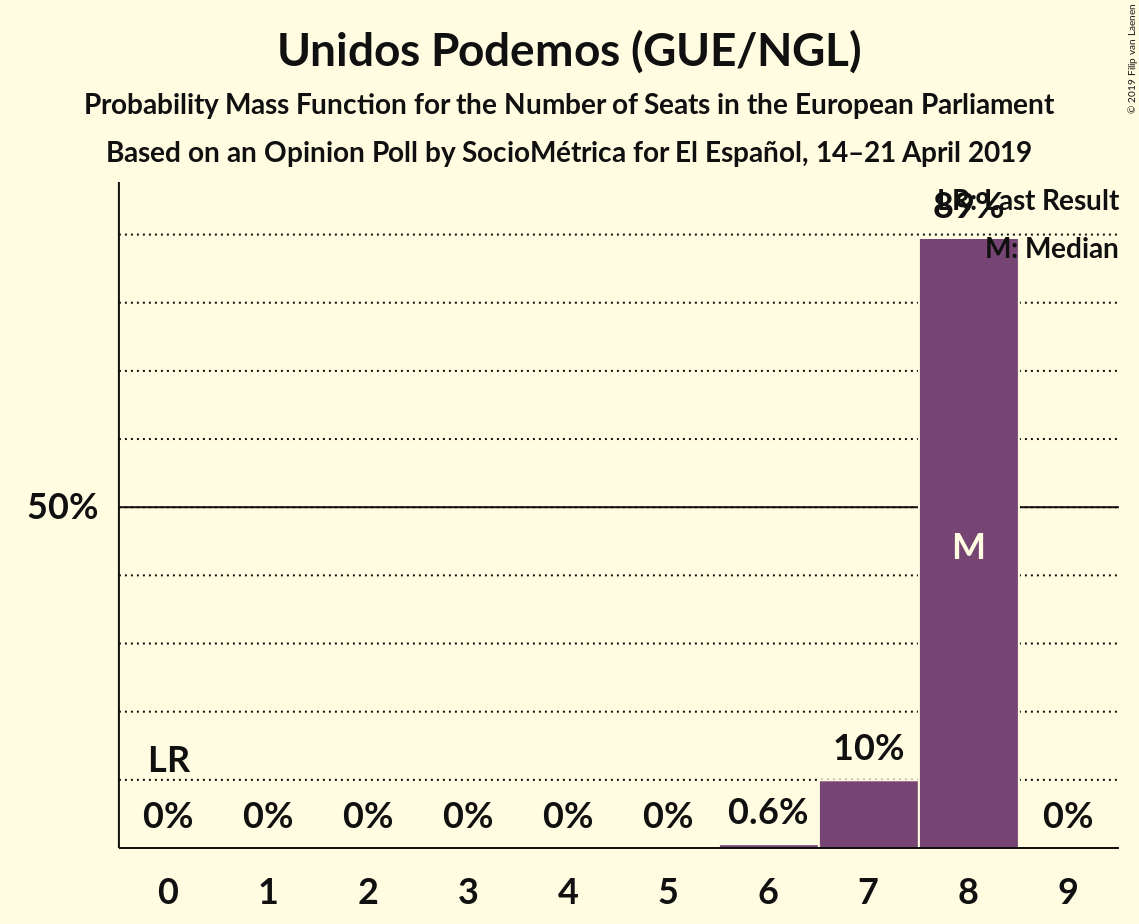 Unidos Podemos (GUE/NGL)
Probability Mass Function for the Number of Seats in the European Parliament
Based on an Opinion Poll by SocioMétrica for El Español, 14–21 April 2019
© 2019 Filip van Laenen
LR: Last Result
89%
M: Median
50%
M
LR
10%
0% 0% 0% 0% 0% 0% 0.6% 0%
0 1 2 3 4 5 6 7 8 9